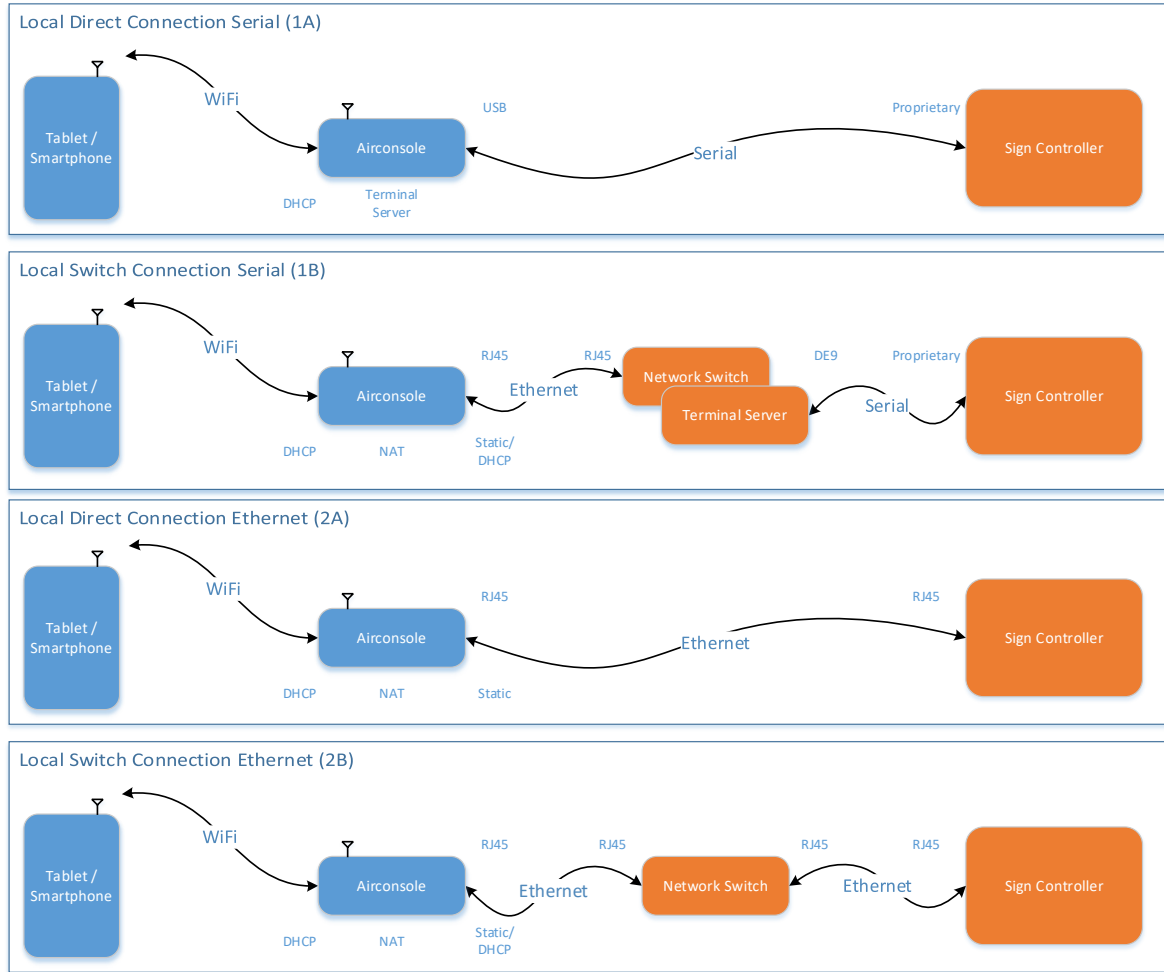 Local Direct Connection Serial (1A)
WiFi
USB
Proprietary
Tablet /
Smartphone
Airconsole
Serial
Sign Controller
DHCP
Terminal
Server
Local Switch Connection Serial (1B)
WiFi
RJ45
RJ45
DE9
Proprietary
Tablet /
Smartphone
Airconsole
Ethernet
Network Switch
Terminal Server
Serial
Sign Controller
DHCP
NAT
Static/
DHCP
Local Direct Connection Ethernet (2A)
WiFi
RJ45
RJ45
Tablet /
Smartphone
Airconsole
Ethernet
Sign Controller
DHCP
NAT
Static
Local Switch Connection Ethernet (2B)
WiFi
RJ45
RJ45
RJ45
RJ45
Tablet /
Smartphone
Airconsole
Ethernet
Network Switch
Ethernet
Sign Controller
DHCP
NAT
Static/
DHCP